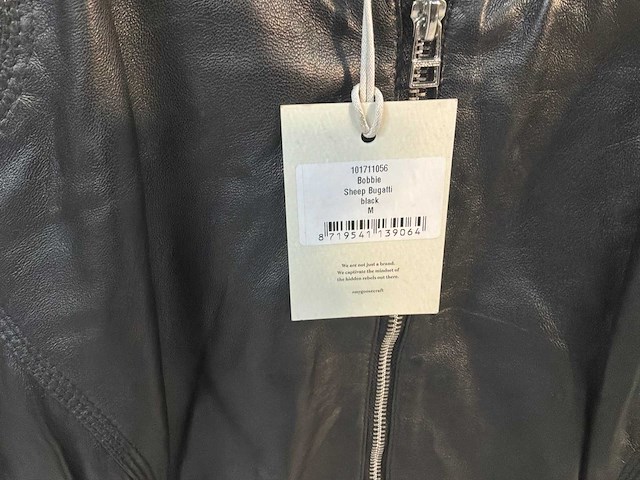 101711056
Bobbie
Sheep Bugatti
black
M
8 719541 139064
We are not just a brand.
We captivate the mindset of
the hidden rebels out there.
onygoosecraft